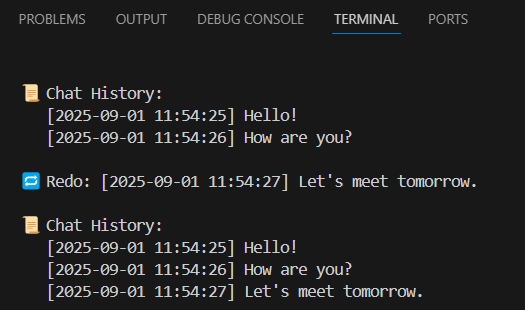 PROBLEMS OUTPUT DEBUG CONSOLE TERMINAL PORTS
📜 Chat History:
[2025-09-01 11:54:25] Hello!
[2025-09-01 11:54:26] How are you?
🔁 Redo: [2025-09-01 11:54:27] Let's meet tomorrow.
📜 Chat History:
[2025-09-01 11:54:25] Hello!
[2025-09-01 11:54:26] How are you?
[2025-09-01 11:54:27] Let's meet tomorrow.